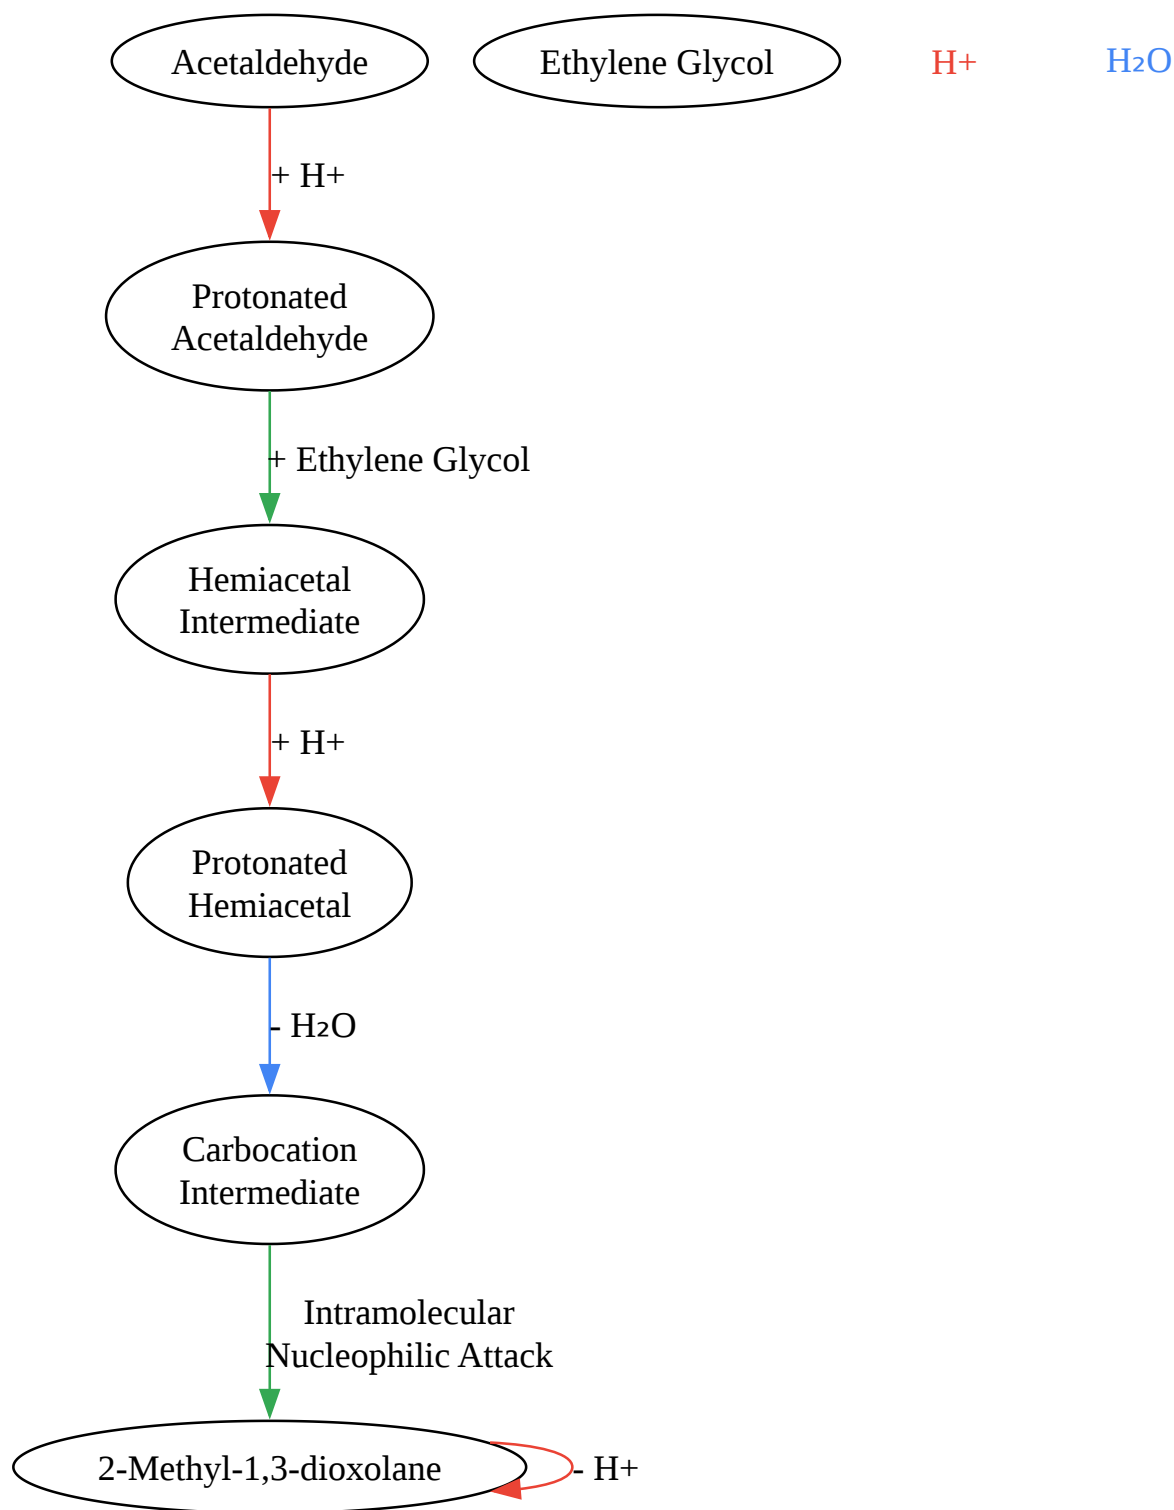 Acetaldehyde
Ethylene Glycol
H+
H₂O
+ H+
Protonated
Acetaldehyde
+ Ethylene Glycol
Hemiacetal
Intermediate
+ H+
Protonated
Hemiacetal
- H₂O
Carbocation
Intermediate
Intramolecular
Nucleophilic Attack
2-Methyl-1,3-dioxolane
- H+